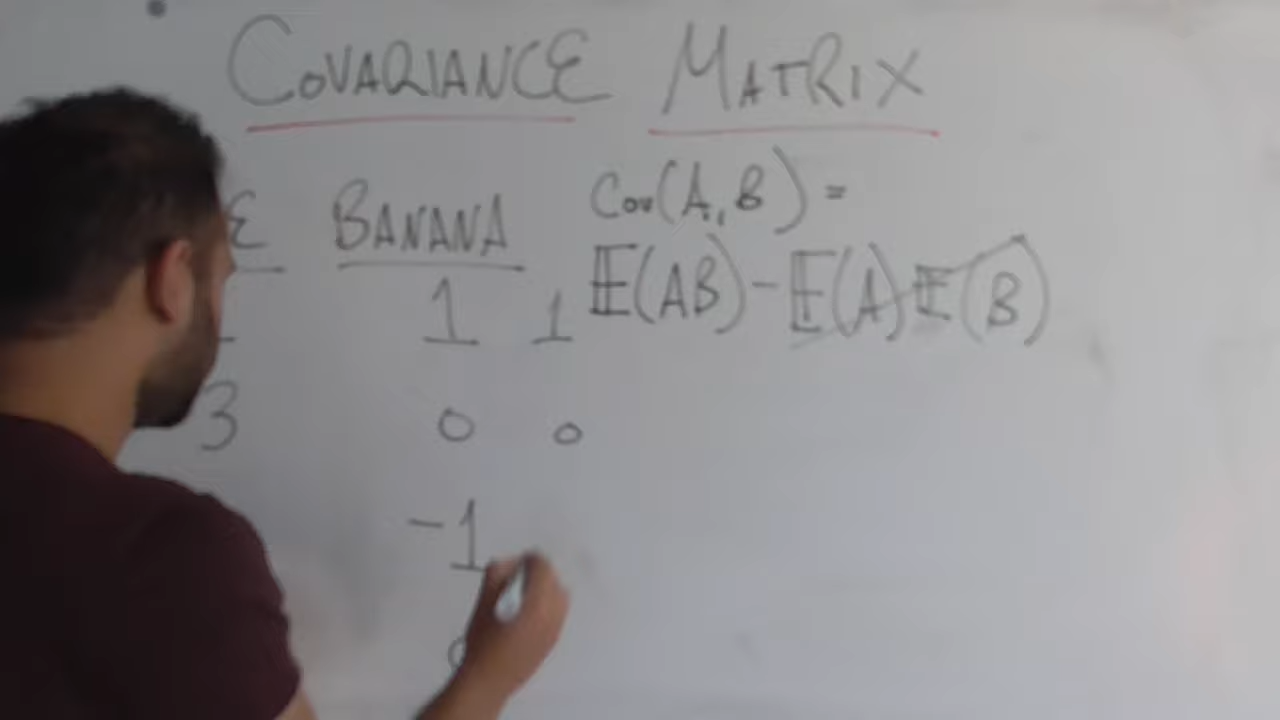 COVARIANCE MATRIX
E BANANA
Cov(A,B) =
𝔼(AB) - 𝔼(A) 𝔼(B)
1 1
3 0 0
-1